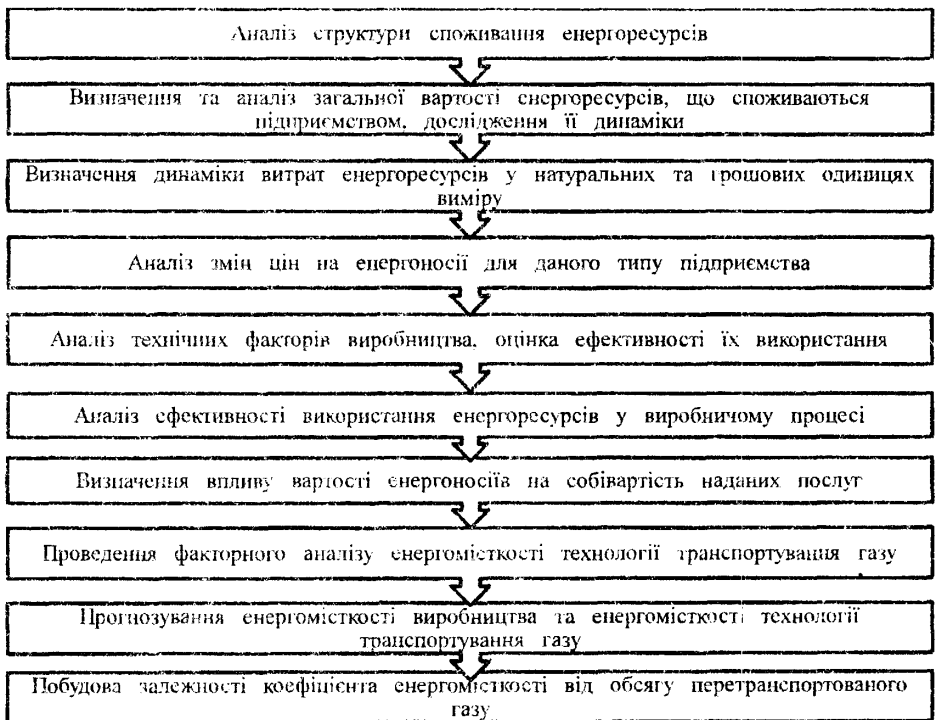 Аналіз структури споживання енергоресурсів
Визначення та аналіз загальної вартості енергоресурсів, що споживаються
підприємством, дослідження її динаміки
Визначення динаміки витрат енергоресурсів у натуральних та грошових одиницях
виміру
Аналіз змін цін на енергоносії для даного типу підприємства
Аналіз технічних факторів виробництва, оцінка ефективності їх використання
Аналіз ефективності використання енергоресурсів у виробничому процесі
Визначення впливу вартості енергоносіїв на собівартість наданих послуг
Проведення факторного аналізу енергомісткості технології транспортування газу
Прогнозування енергомісткості виробництва та енергомісткості технології
транспортування газу
Побудова залежності коефіцієнта енергомісткості від обсягу перетранспортованого
газу